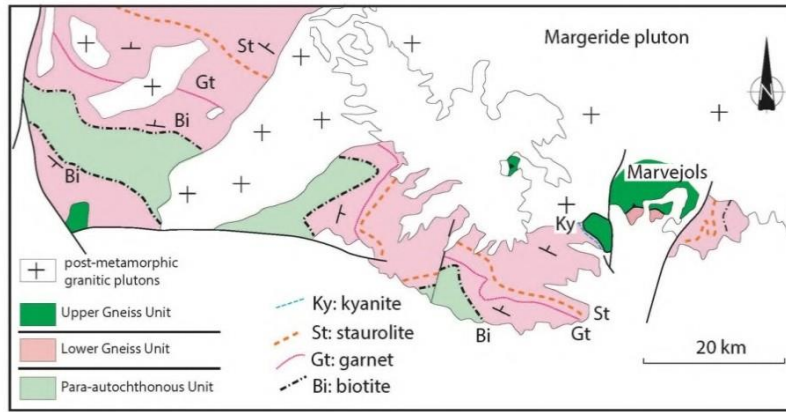 St
Margeride pluton
Gt
N
Bi
Bi
Marvejols
Ky
post-metamorphic
granitic plutons
Upper Gneiss Unit
Lower Gneiss Unit
Para-autochthonous Unit
Ky: kyanite
St: staurolite
Gt: garnet
Bi: biotite
St
Bi
Gt
20 km